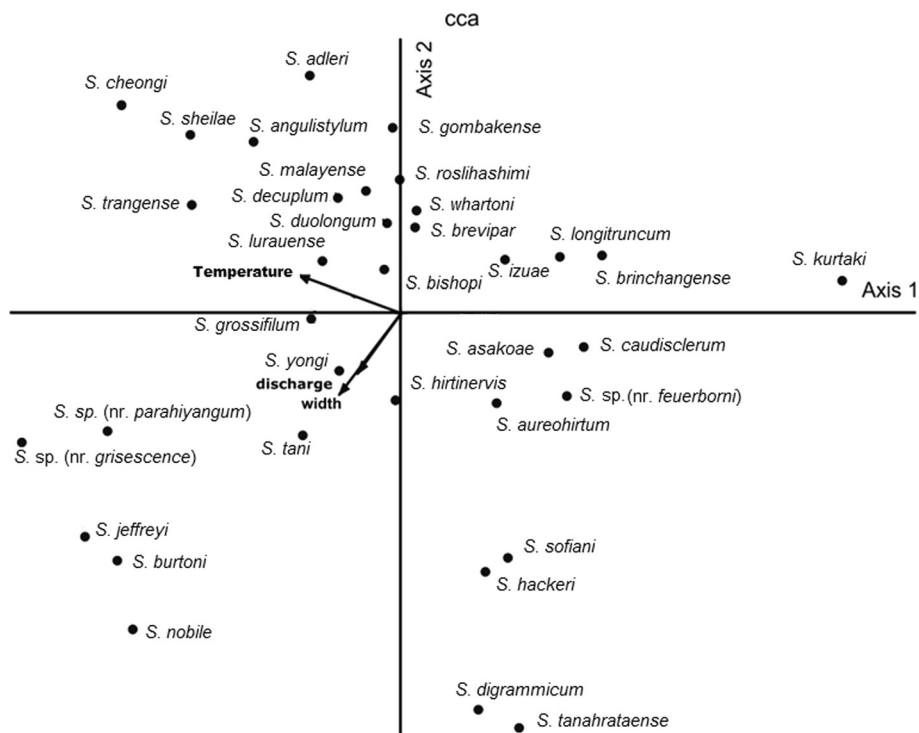 cca
Axis 2
S. adleri
S. cheongi
S. sheilae
S. angulistylum
S. gombakense
S. malayense
S. roslihashimi
S. decuplum
S. trangense
S. whartoni
S. duolongum
S. brevipar
S. lurauense
S. longitruncum
Temperature
S. bishopi
S. izuae
S. brinchangense
S. kurtaki
Axis 1
S. grossifilum
S. asakoae
S. caudisclerum
S. yongi
discharge
width
S. hirtinervis
S. sp. (nr. feuerborni)
S. aureohirtum
S. sp. (nr. parahiyangum)
S. sp. (nr. grisescence)
S. tani
S. jeffreyi
S. burtoni
S. sofiani
S. hackeri
S. nobile
S. digrammicum
S. tanahrataense